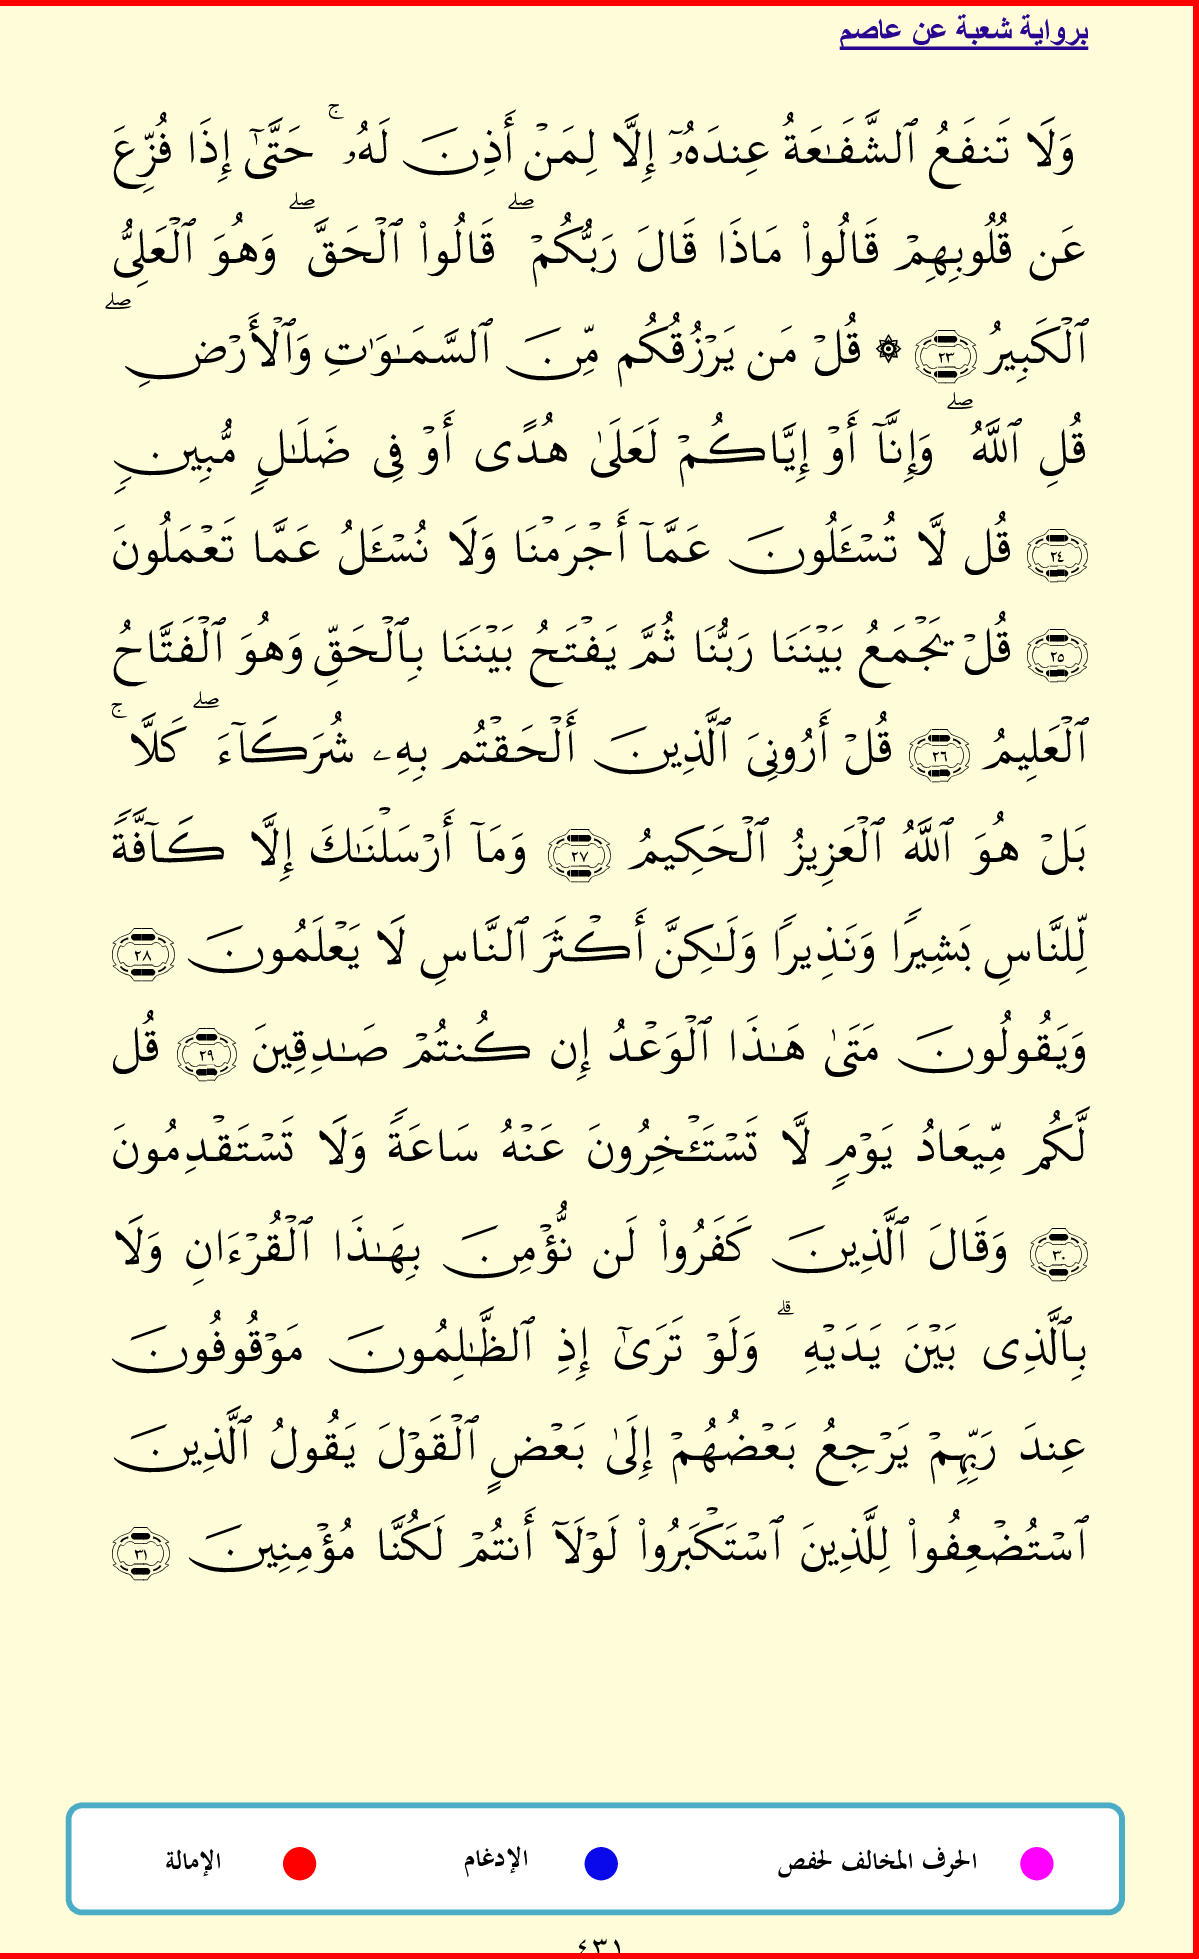 برواية شعبة عن عاصم
وَلَا تَنفَعُ ٱلشَّفَـٰعَةُ عِندَهُۥٓ إِلَّا لِمَنْ أَذِنَ لَهُۥ ۚ حَتَّىٰٓ إِذَا فُزِّعَ
عَن قُلُوبِهِمْ قَالُوا۟ مَاذَا قَالَ رَبُّكُمْ ۖ قَالُوا۟ ٱلْحَقَّ ۖ وَهُوَ ٱلْعَلِىُّ
ٱلْكَبِيرُ ٢٣ ۞ قُلْ مَن يَرْزُقُكُم مِّنَ ٱلسَّمَـٰوَٰتِ وَٱلْأَرْضِ ۖ
قُلِ ٱللَّهُ ۖ وَإِنَّآ أَوْ إِيَّاكُمْ لَعَلَىٰ هُدًى أَوْ فِى ضَلَـٰلٍ مُّبِينٍ
٢٤ قُل لَّا تُسْـَٔلُونَ عَمَّآ أَجْرَمْنَا وَلَا نُسْـَٔلُ عَمَّا تَعْمَلُونَ
٢٥ قُلْ يَجْمَعُ بَيْنَنَا رَبُّنَا ثُمَّ يَفْتَحُ بَيْنَنَا بِٱلْحَقِّ وَهُوَ ٱلْفَتَّاحُ
ٱلْعَلِيمُ ٢٦ قُلْ أَرُونِىَ ٱلَّذِينَ أَلْحَقْتُم بِهِۦ شُرَكَآءَ ۖ كَلَّا ۚ
بَلْ هُوَ ٱللَّهُ ٱلْعَزِيزُ ٱلْحَكِيمُ ٢٧ وَمَآ أَرْسَلْنَـٰكَ إِلَّا كَآفَّةً
لِّلنَّاسِ بَشِيرًا وَنَذِيرًا وَلَـٰكِنَّ أَكْثَرَ ٱلنَّاسِ لَا يَعْلَمُونَ ٢٨
وَيَقُولُونَ مَتَىٰ هَـٰذَا ٱلْوَعْدُ إِن كُنتُمْ صَـٰدِقِينَ ٢٩ قُل
لَّكُم مِّيعَادُ يَوْمٍ لَّا تَسْتَـْٔخِرُونَ عَنْهُ سَاعَةً وَلَا تَسْتَقْدِمُونَ
٣٠ وَقَالَ ٱلَّذِينَ كَفَرُوا۟ لَن نُّؤْمِنَ بِهَـٰذَا ٱلْقُرْءَانِ وَلَا
بِٱلَّذِى بَيْنَ يَدَيْهِ ۗ وَلَوْ تَرَىٰٓ إِذِ ٱلظَّـٰلِمُونَ مَوْقُوفُونَ
عِندَ رَبِّهِمْ يَرْجِعُ بَعْضُهُمْ إِلَىٰ بَعْضٍ ٱلْقَوْلَ يَقُولُ ٱلَّذِينَ
ٱسْتُضْعِفُوا۟ لِلَّذِينَ ٱسْتَكْبَرُوا۟ لَوْلَآ أَنتُمْ لَكُنَّا مُؤْمِنِينَ ٣١
الحرف المخالف لحفص الإدغام الإمالة
٤٣١